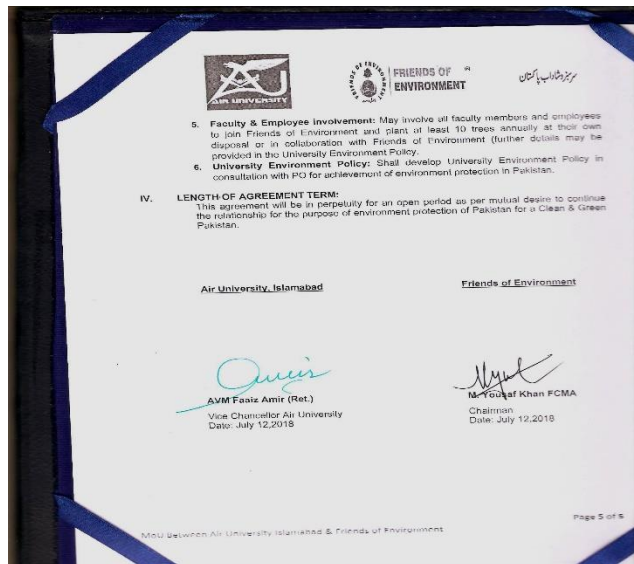 AIR UNIVERSITY
FRIENDS OF ENVIRONMENT
FRIENDS OF
ENVIRONMENT
سرسبز و شاداب پاکستان
5. Faculty & Employee involvement: May involve all faculty members and employees
to join Friends of Environment and plant at least 10 trees annually at their own
disposal or in collaboration with Friends of Environment (further details may be
provided in the University Environment Policy.
6. University Environment Policy: Shall develop University Environment Policy in
consultation with PO for achievement of environment protection in Pakistan.
IV. LENGTH OF AGREEMENT TERM:
This agreement will be in perpetuity for an open period as per mutual desire to continue
the relationship for the purpose of environment protection of Pakistan for a Clean & Green
Pakistan.
Air University, Islamabad
Friends of Environment
AVM Faaiz Amir (Ret.)
Vice Chancellor Air University
Date: July 12,2018
M. Yousaf Khan FCMA
Chairman
Date: July 12,2018
Page 5 of 5
MoU Between Air University Islamabad & Friends of Environment